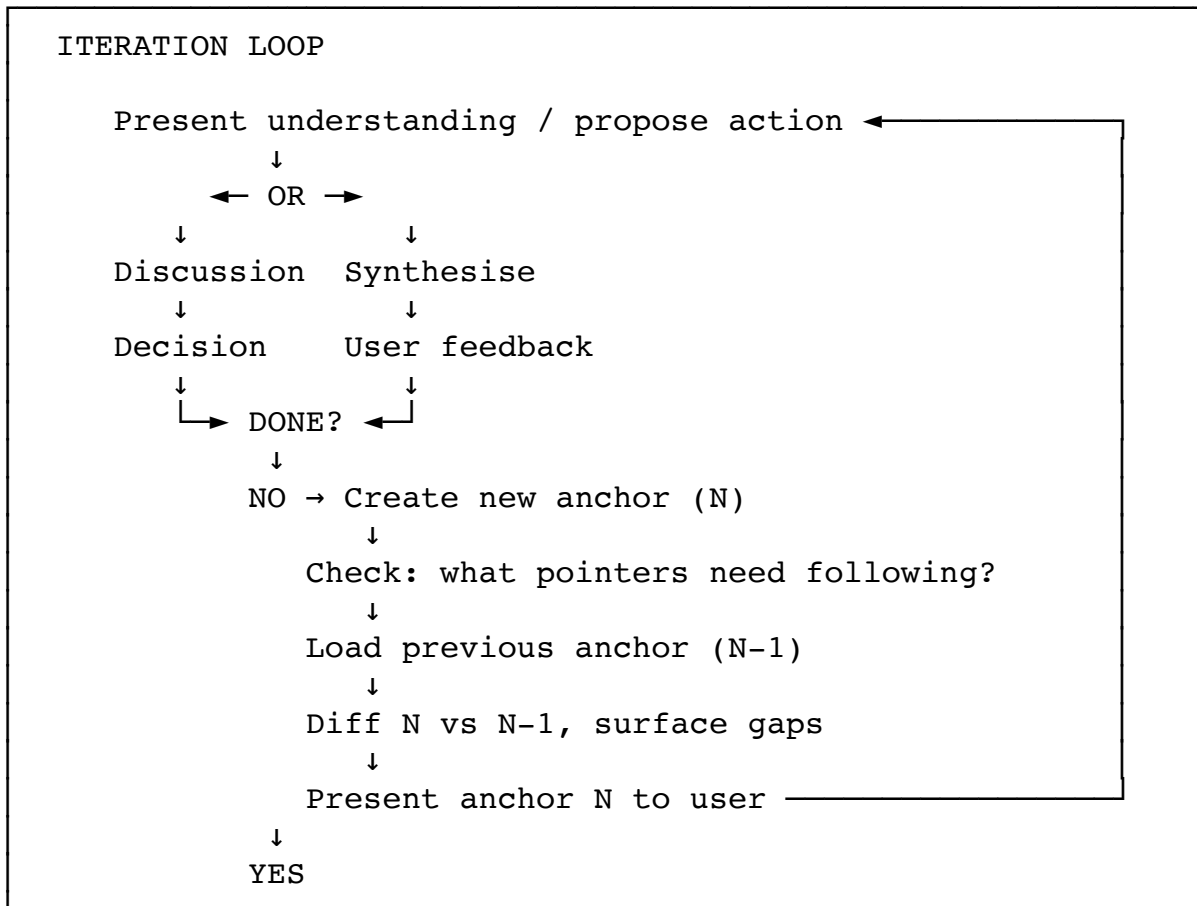 ITERATION LOOP
Present understanding / propose action ◄
↓
◄─ OR ─►
↓ ↓
Discussion Synthesise
↓ ↓
Decision User feedback
↓ ↓
└─► DONE? ◄─┘
↓
NO → Create new anchor (N)
↓
Check: what pointers need following?
↓
Load previous anchor (N-1)
↓
Diff N vs N-1, surface gaps
↓
Present anchor N to user
↓
YES